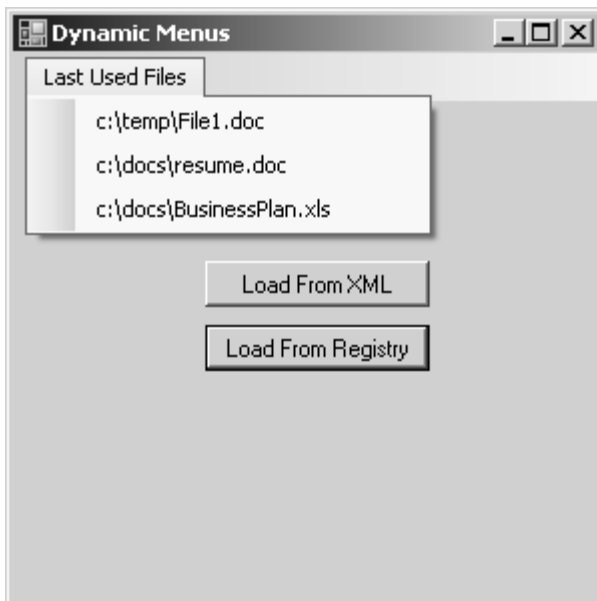 Dynamic Menus
Last Used Files
c:\temp\File1.doc
c:\docs\resume.doc
c:\docs\BusinessPlan.xls
Load From XML
Load From Registry